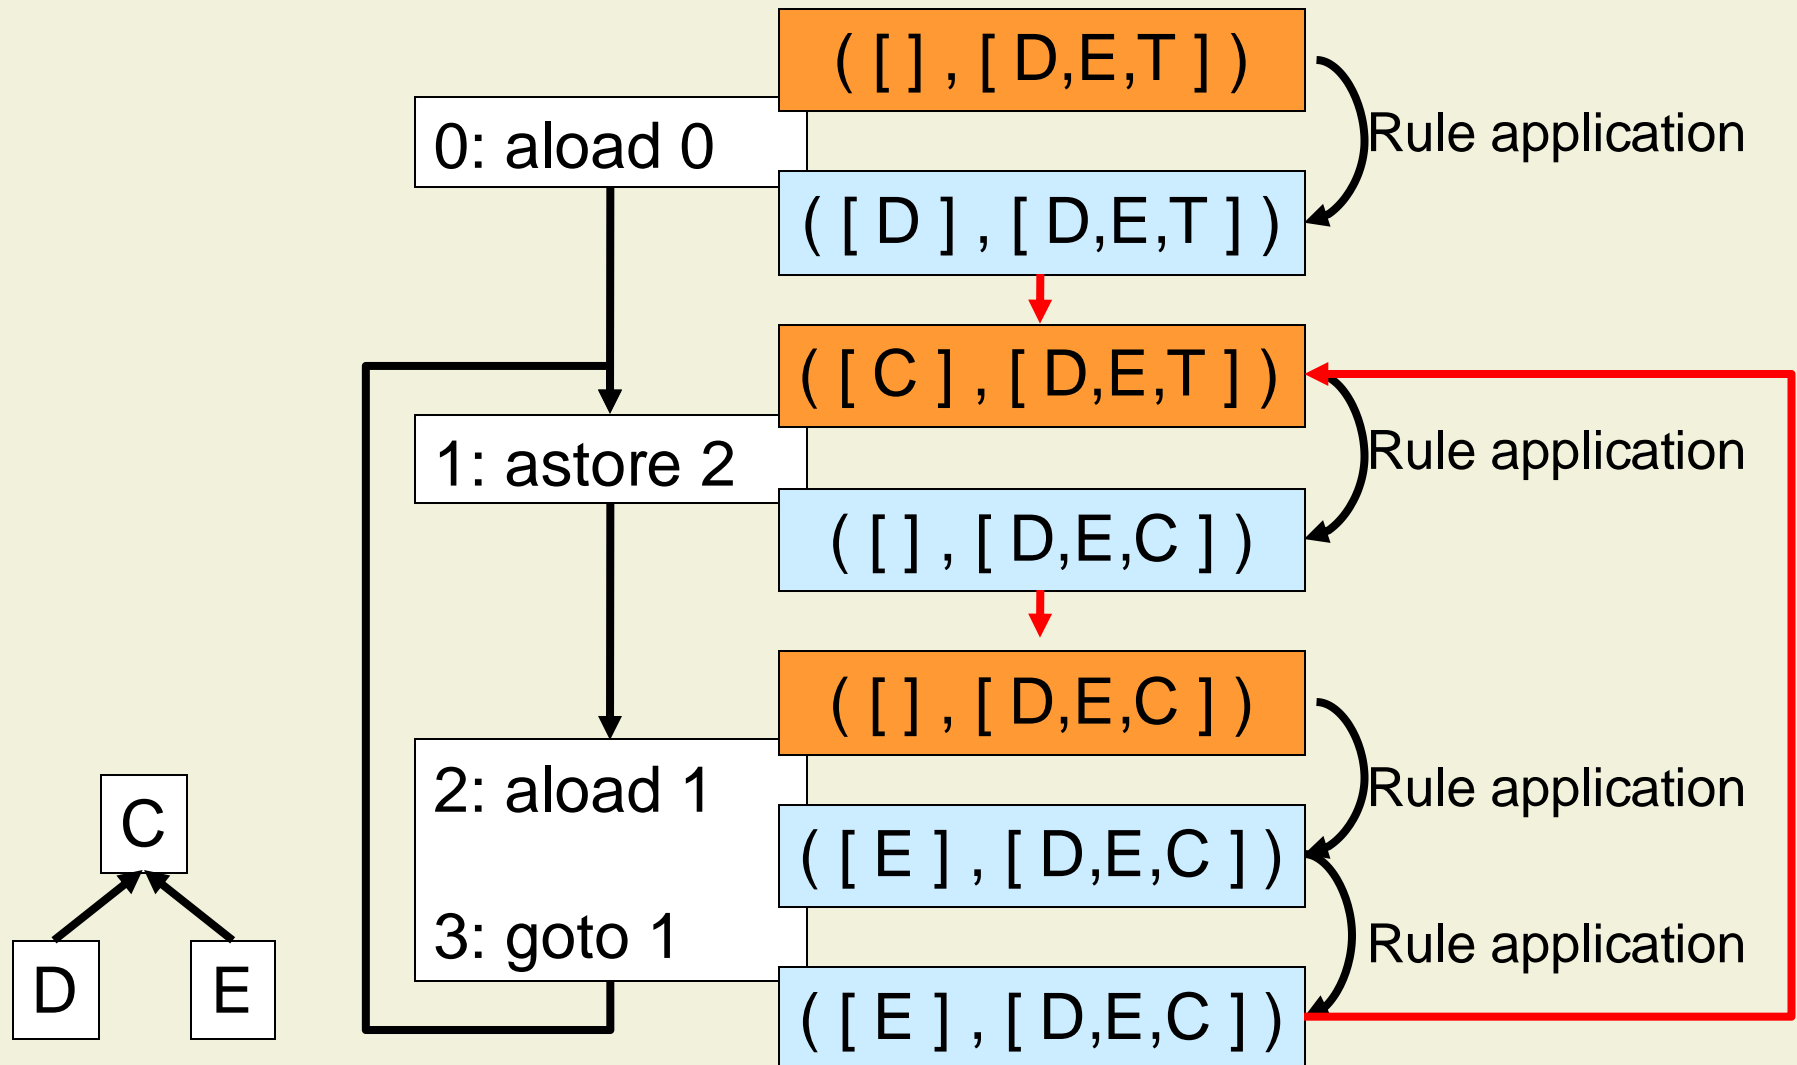 ( [ ] , [ D,E,T ] )
Rule application
0: aload 0
( [ D ] , [ D,E,T ] )
( [ C ] , [ D,E,T ] )
Rule application
1: astore 2
( [ ] , [ D,E,C ] )
( [ ] , [ D,E,C ] )
2: aload 1
Rule application
( [ E ] , [ D,E,C ] )
3: goto 1
Rule application
( [ E ] , [ D,E,C ] )
C
D
E